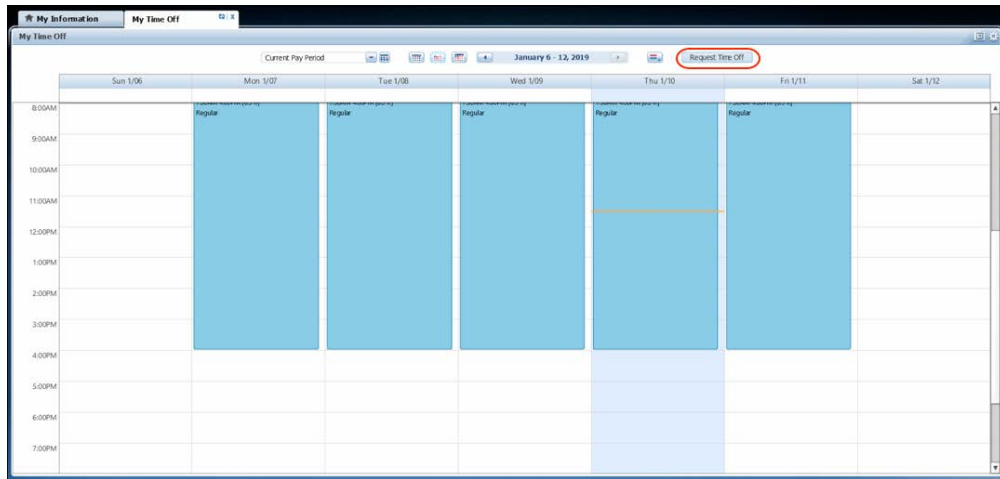 My Information My Time Off X
My Time Off
Current Pay Period January 6 - 12, 2019 Request Time Off
Sun 1/06 Mon 1/07 Tue 1/08 Wed 1/09 Thu 1/10 Fri 1/11 Sat 1/12
8:00AM
Regular Regular Regular Regular Regular
9:00AM
10:00AM
11:00AM
12:00PM
1:00PM
2:00PM
3:00PM
4:00PM
5:00PM
6:00PM
7:00PM